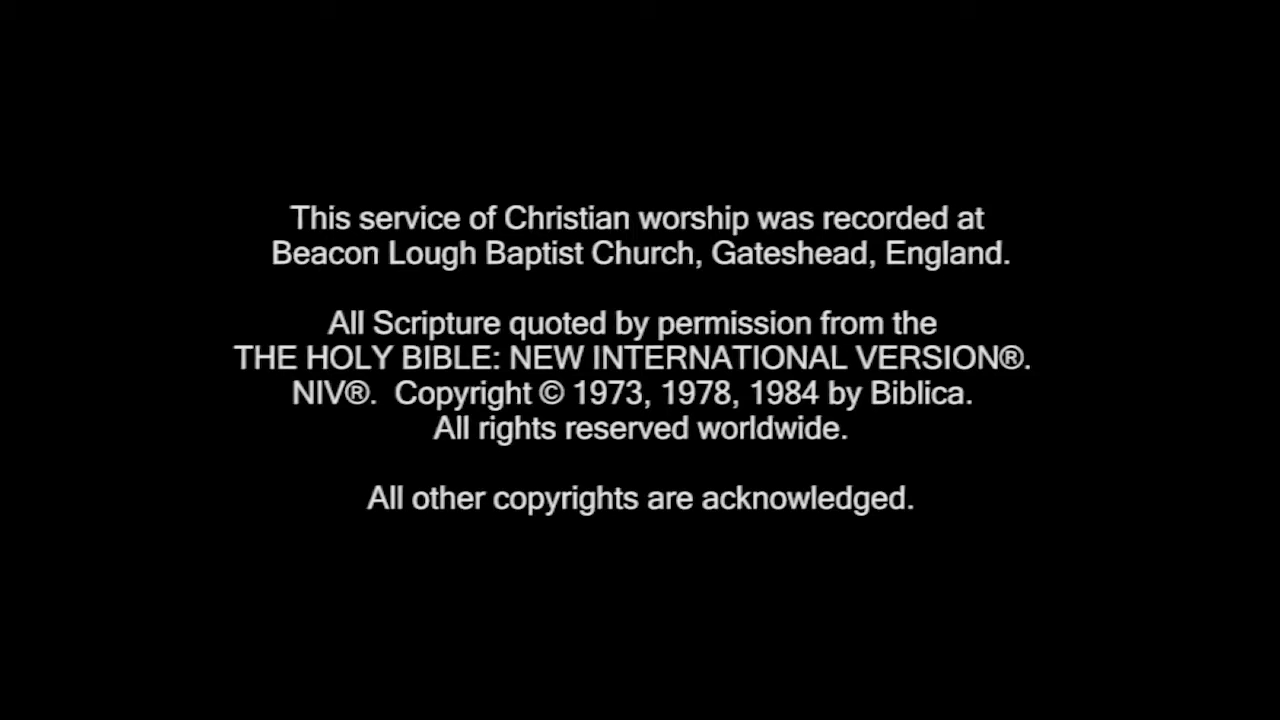 This service of Christian worship was recorded at
Beacon Lough Baptist Church, Gateshead, England.
All Scripture quoted by permission from the
THE HOLY BIBLE: NEW INTERNATIONAL VERSION®.
NIV®.  Copyright © 1973, 1978, 1984 by Biblica.
All rights reserved worldwide.
All other copyrights are acknowledged.